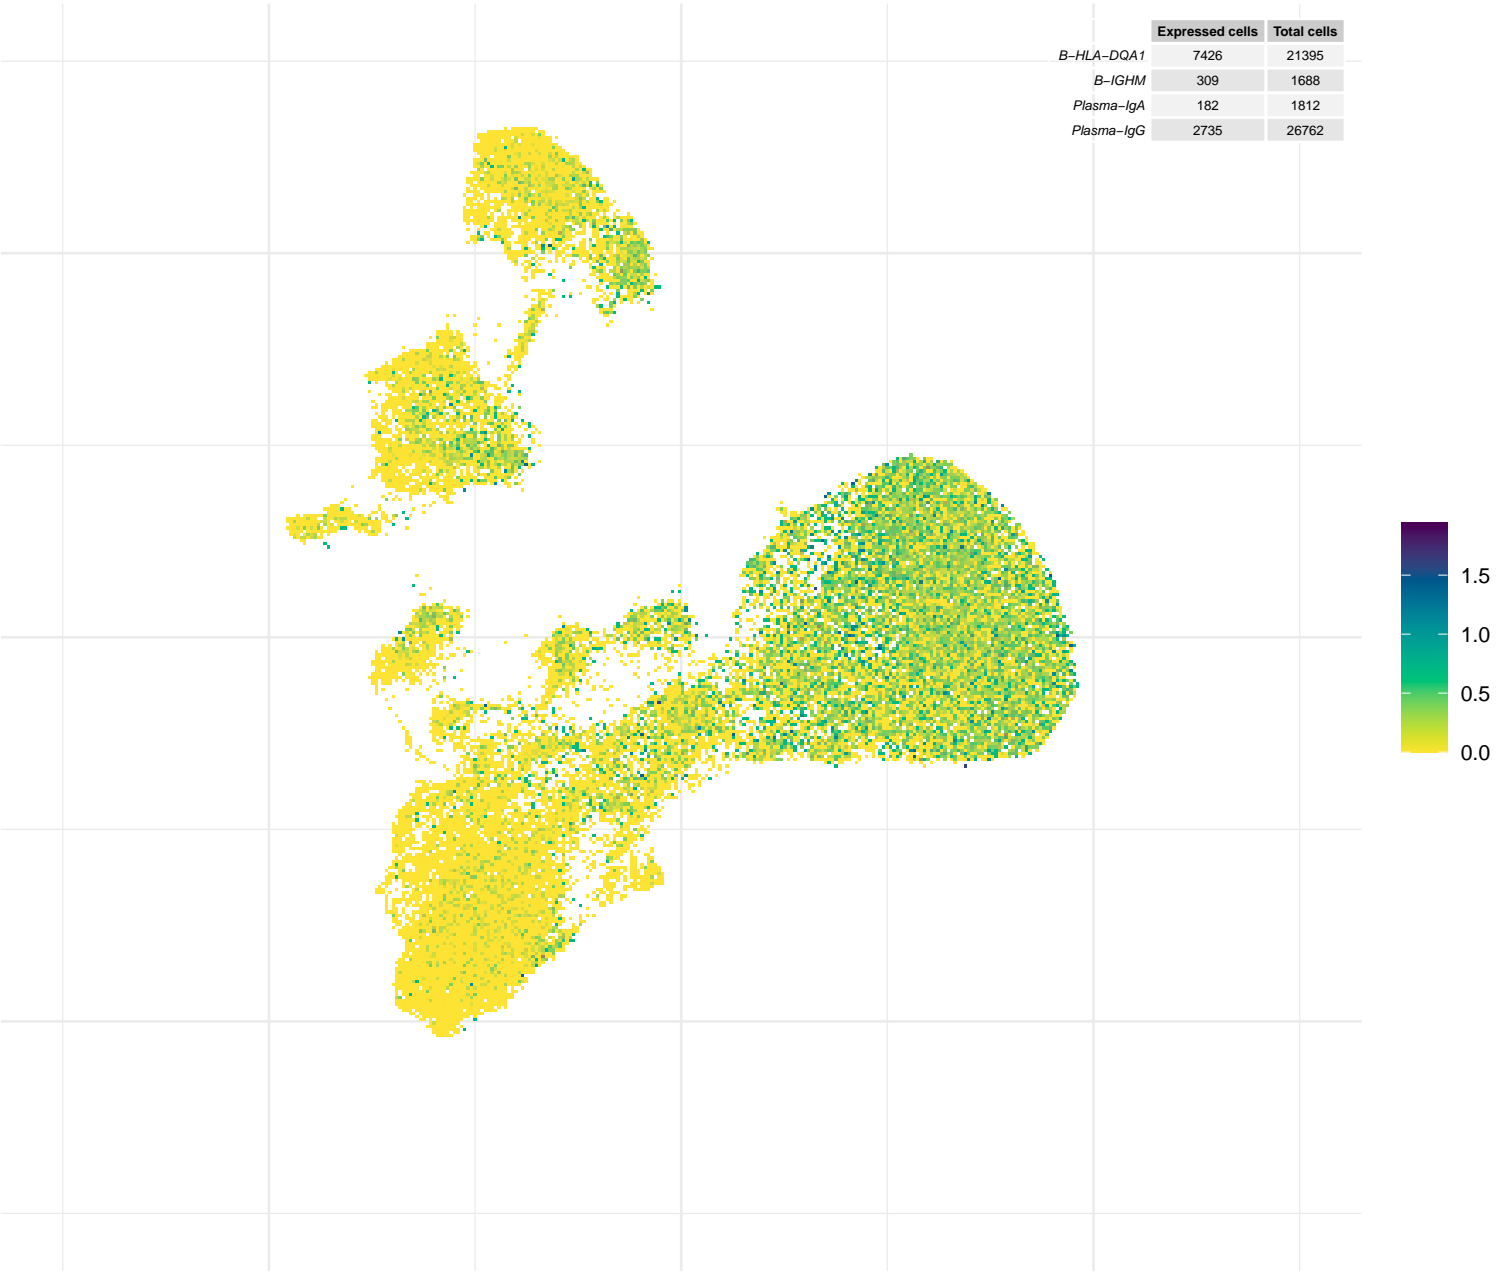 Expressed cells Total cells
B−HLA−DQA1 7426 21395
B−IGHM 309 1688
Plasma−IgA 182 1812
Plasma−IgG 2735 26762
1.5
1.0
0.5
0.0